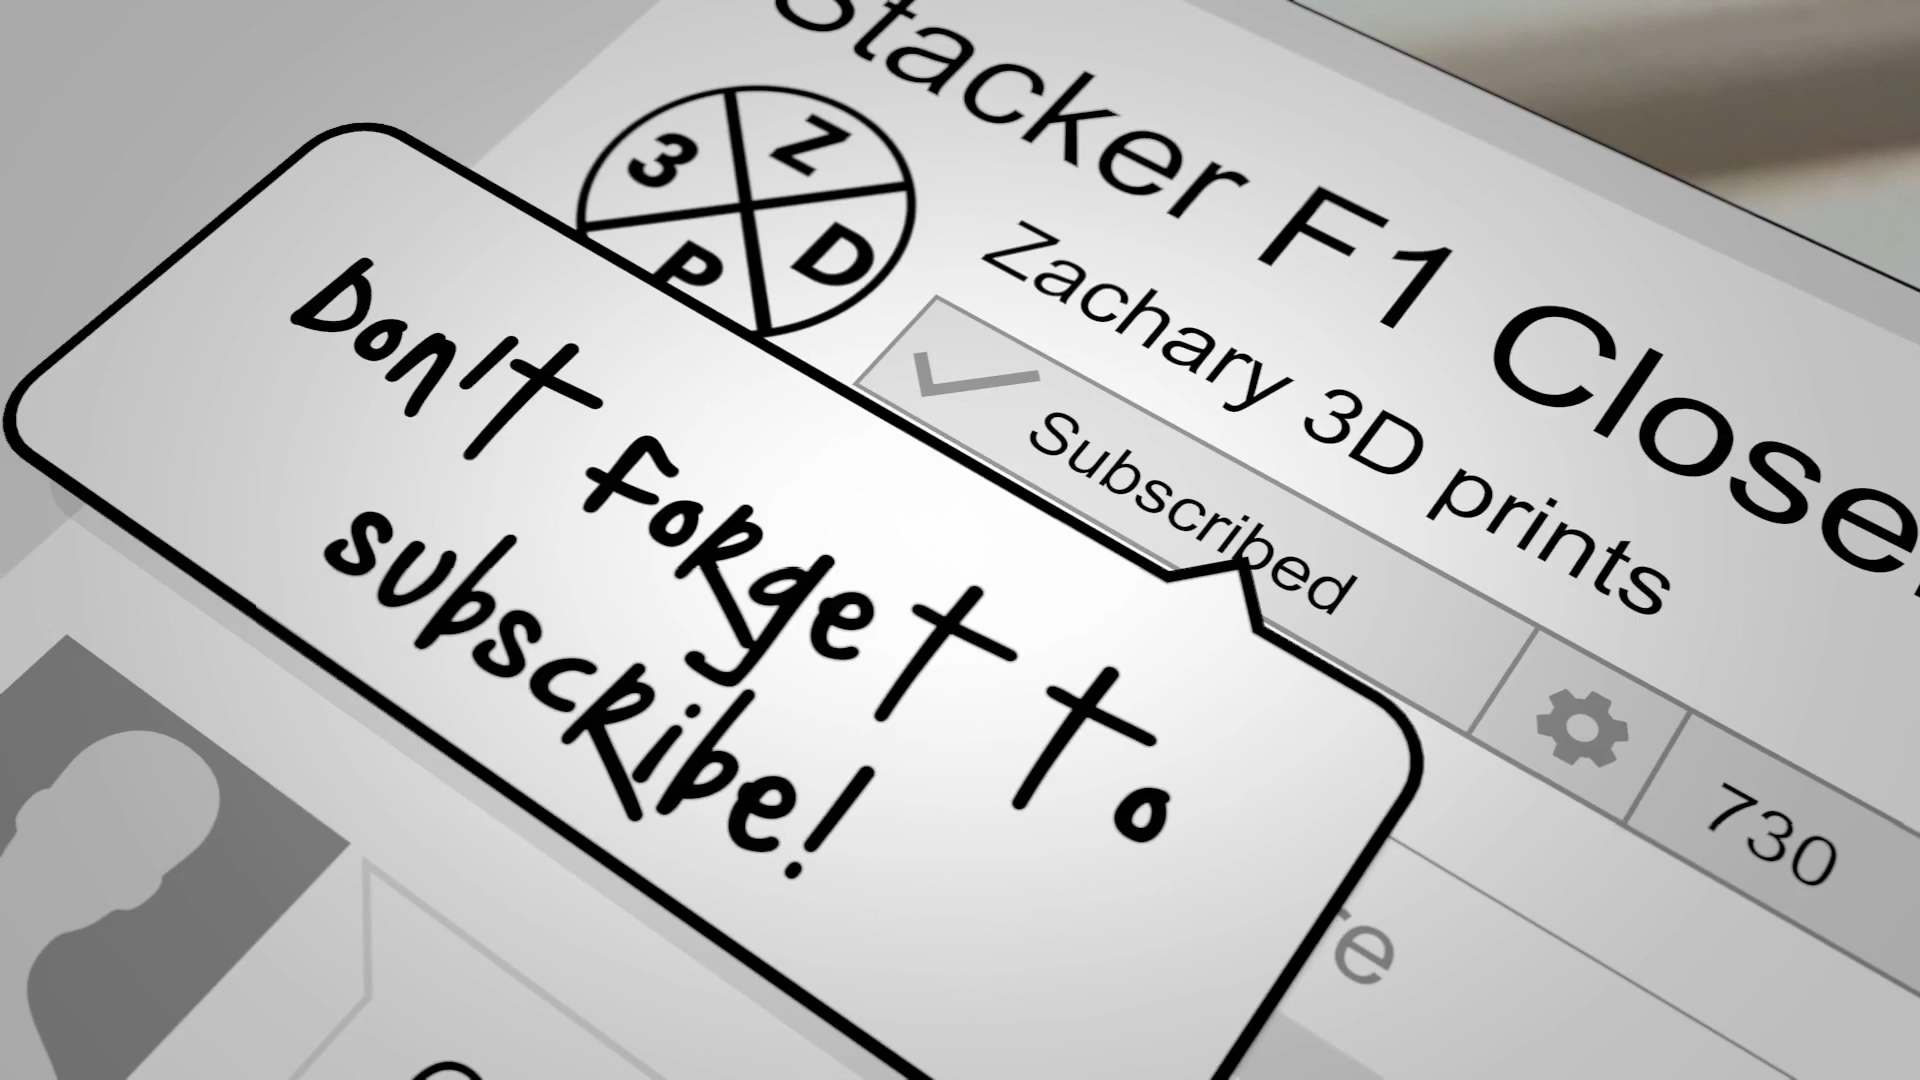 Stacker F1 Close
3 Z
P D
Zachary 3D prints
Subscribed
730
Don't forget to
subscribe!